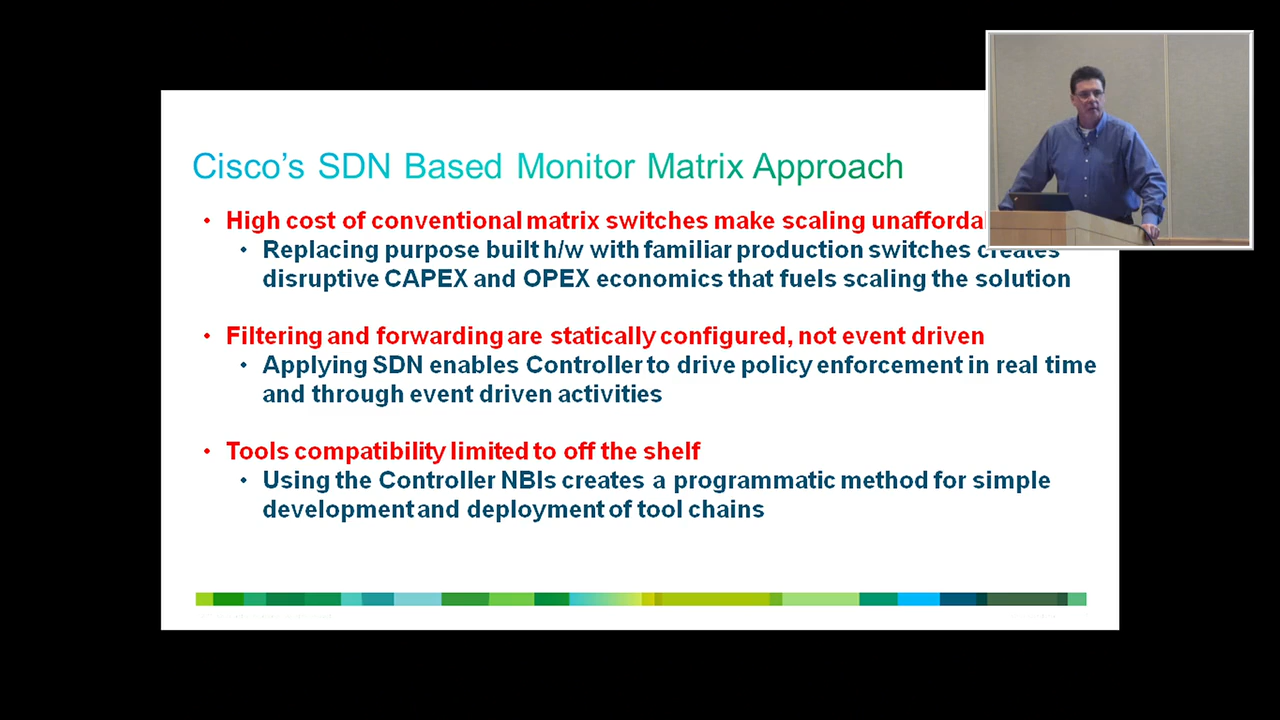 Cisco's SDN Based Monitor Matrix Approach
• High cost of conventional matrix switches make scaling
• Replacing purpose built h/w with familiar production switches creates
disruptive CAPEX and OPEX economics that fuels scaling the solution
• Filtering and forwarding are statically configured, not event driven
• Applying SDN enables Controller to drive policy enforcement in real time
and through event driven activities
• Tools compatibility limited to off the shelf
• Using the Controller NBIs creates a programmatic method for simple
development and deployment of tool chains